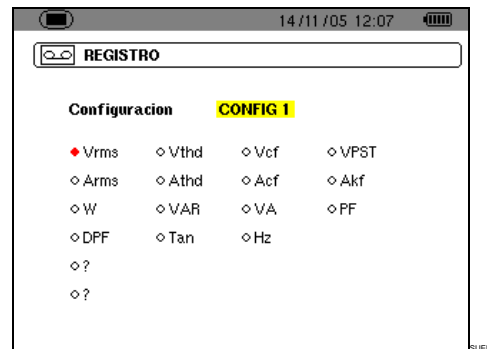 14/11/05 12:07
REGISTRO
Configuracion CONFIG 1
Vrms Vthd Vcf VPST
Arms Athd Acf Akf
W VAR VA PF
DPF Tan Hz
?
?